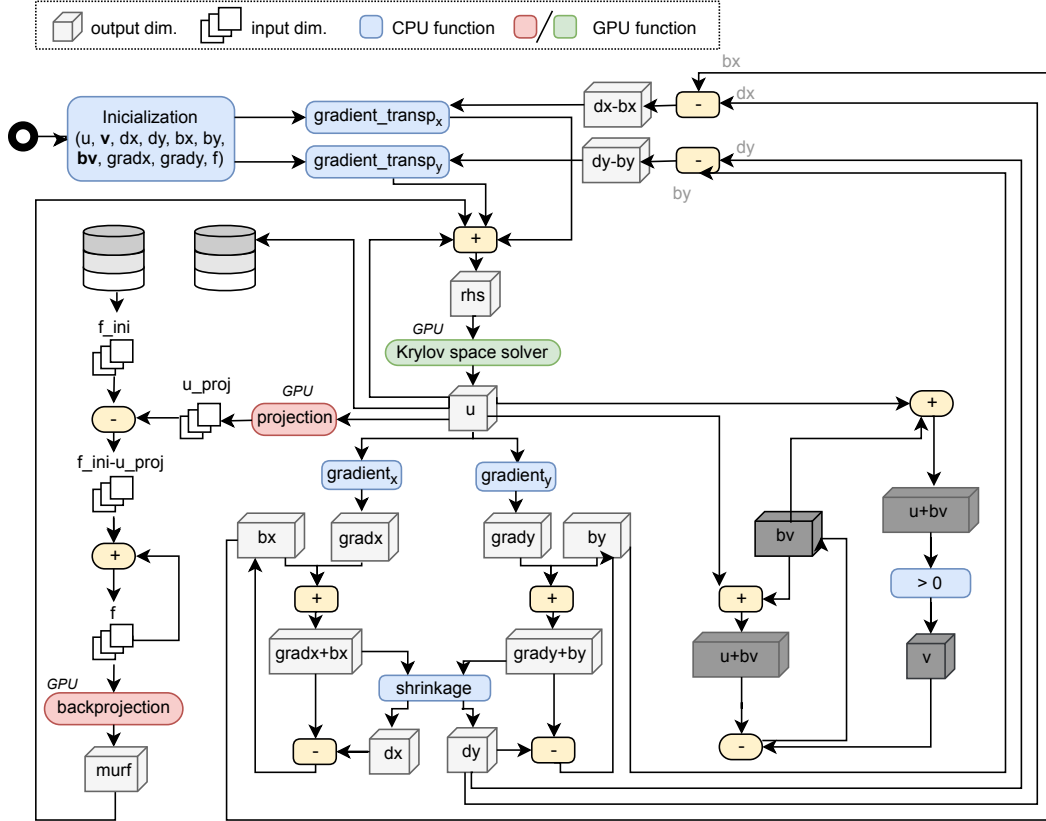 output dim.
input dim.
CPU function
/
GPU function
bx
dx
dx-bx
-
Inicialization
(u, v, dx, dy, bx, by,
bv, gradx, grady, f)
gradient_transpx
gradient_transpy
dy
dy-by
-
by
+
rhs
f_ini
GPU
Krylov space solver
u_proj
GPU
u
+
-
projection
f_ini-u_proj
gradientx
gradienty
u+bv
bx
gradx
grady
by
bv
+
> 0
+
+
+
f
gradx+bx
grady+by
u+bv
v
GPU
shrinkage
backprojection
-
dx
dy
-
-
murf